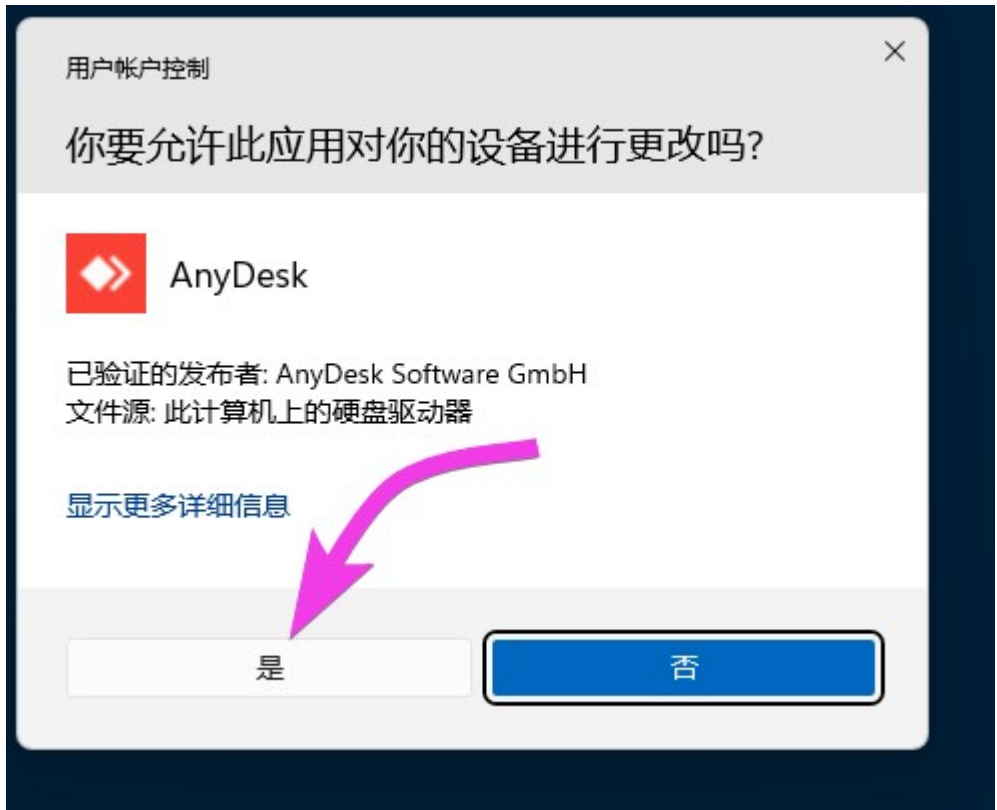 用户帐户控制
你要允许此应用对你的设备进行更改吗?
AnyDesk
已验证的发布者: AnyDesk Software GmbH
文件源: 此计算机上的硬盘驱动器
显示更多详细信息
是
否